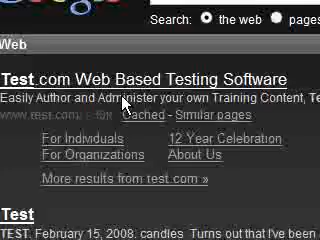 Google
Search: the web pages
Web
Test.com Web Based Testing Software
Easily Author and Administer your own Training Content, Te
www.test.com/ - Cached - Similar pages
For Individuals 12 Year Celebration
For Organizations About Us
More results from test.com »
Test
TEST. February 15, 2008. candles Turns out that I've been